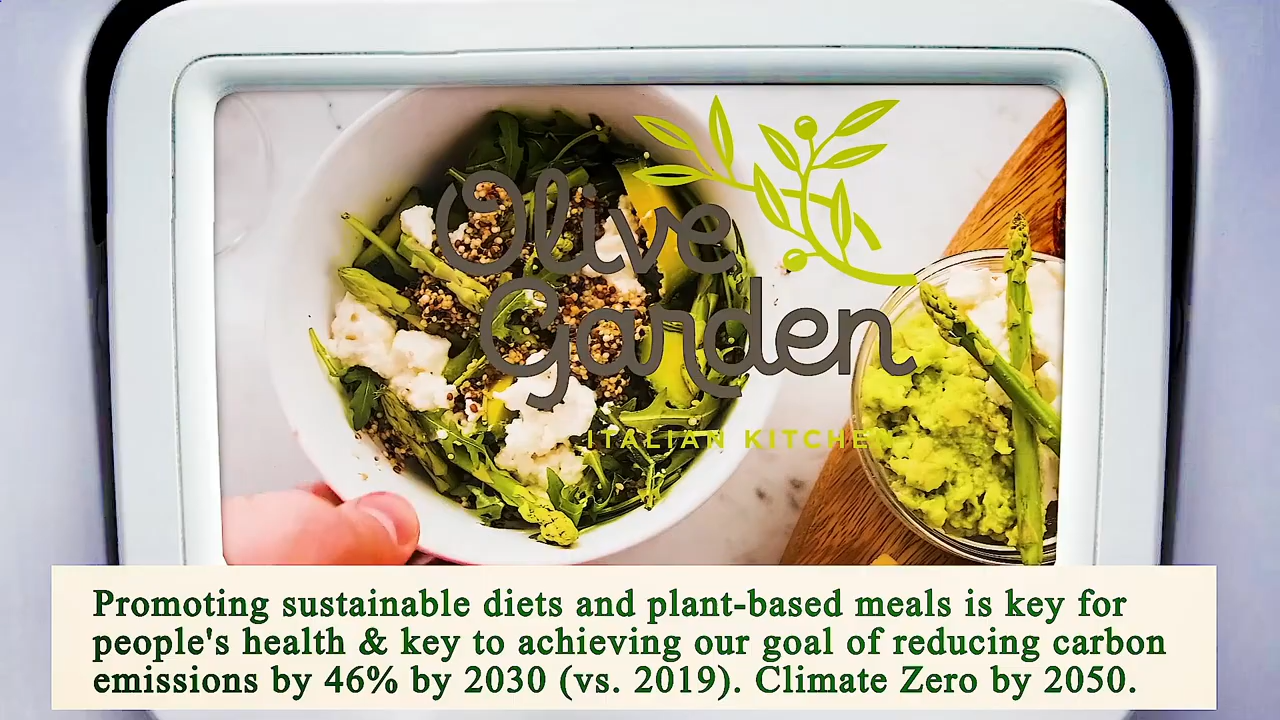 Olive
Garden
ITALIAN KITCHEN
Promoting sustainable diets and plant-based meals is key for
people's health & key to achieving our goal of reducing carbon
emissions by 46% by 2030 (vs. 2019). Climate Zero by 2050.